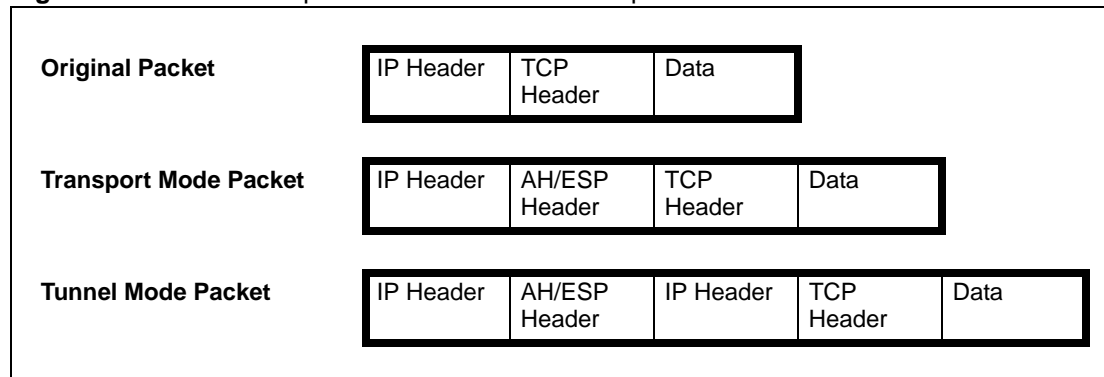 Original Packet
IP Header
TCP
Header
Data
Transport Mode Packet
IP Header
AH/ESP
Header
TCP
Header
Data
Tunnel Mode Packet
IP Header
AH/ESP
Header
IP Header
TCP
Header
Data